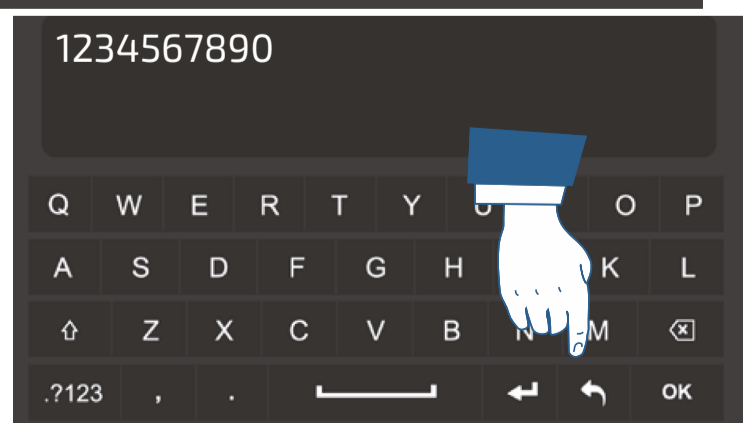 1234567890
Q W E R T Y U O P
A S D F G H K L
Z X C V B N M
.?123 , . OK